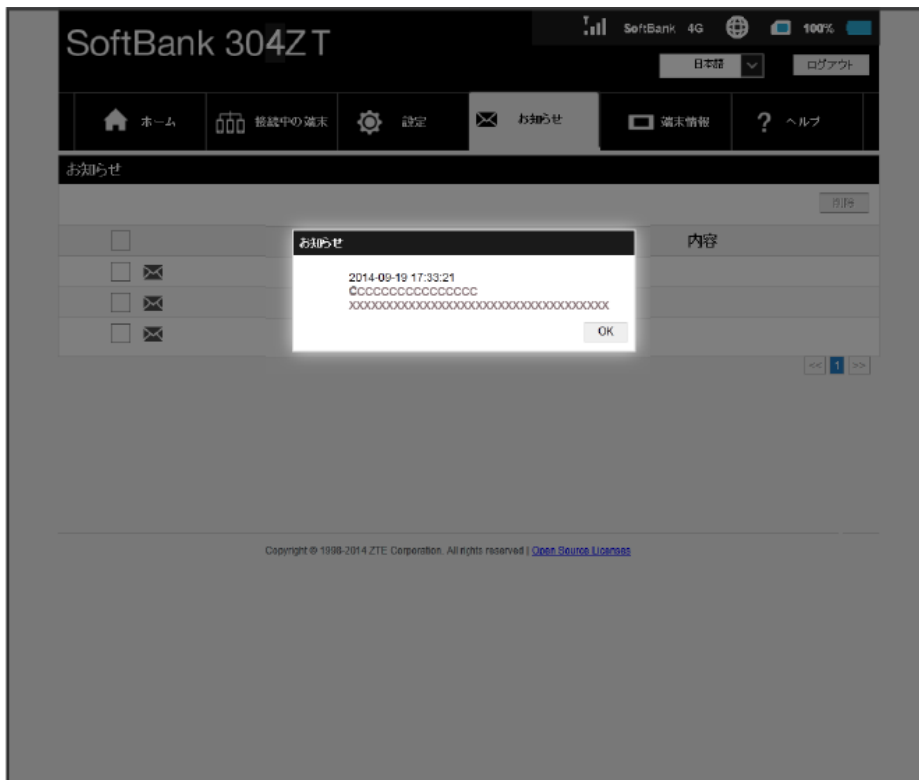 SoftBank 304ZT
SoftBank 4G 100%
日本語 ログアウト
ホーム 接続中の端末 設定 お知らせ 端末情報 ? ヘルプ
お知らせ
削除
内容
お知らせ
2014-09-19 17:33:21
CCCCCCCCCCCCCCCC
XXXXXXXXXXXXXXXXXXXXXXXXXXXXXXXXXXX
OK
<< 1 >>
Copyright © 1998-2014 ZTE Corporation. All rights reserved | Open Source Licenses